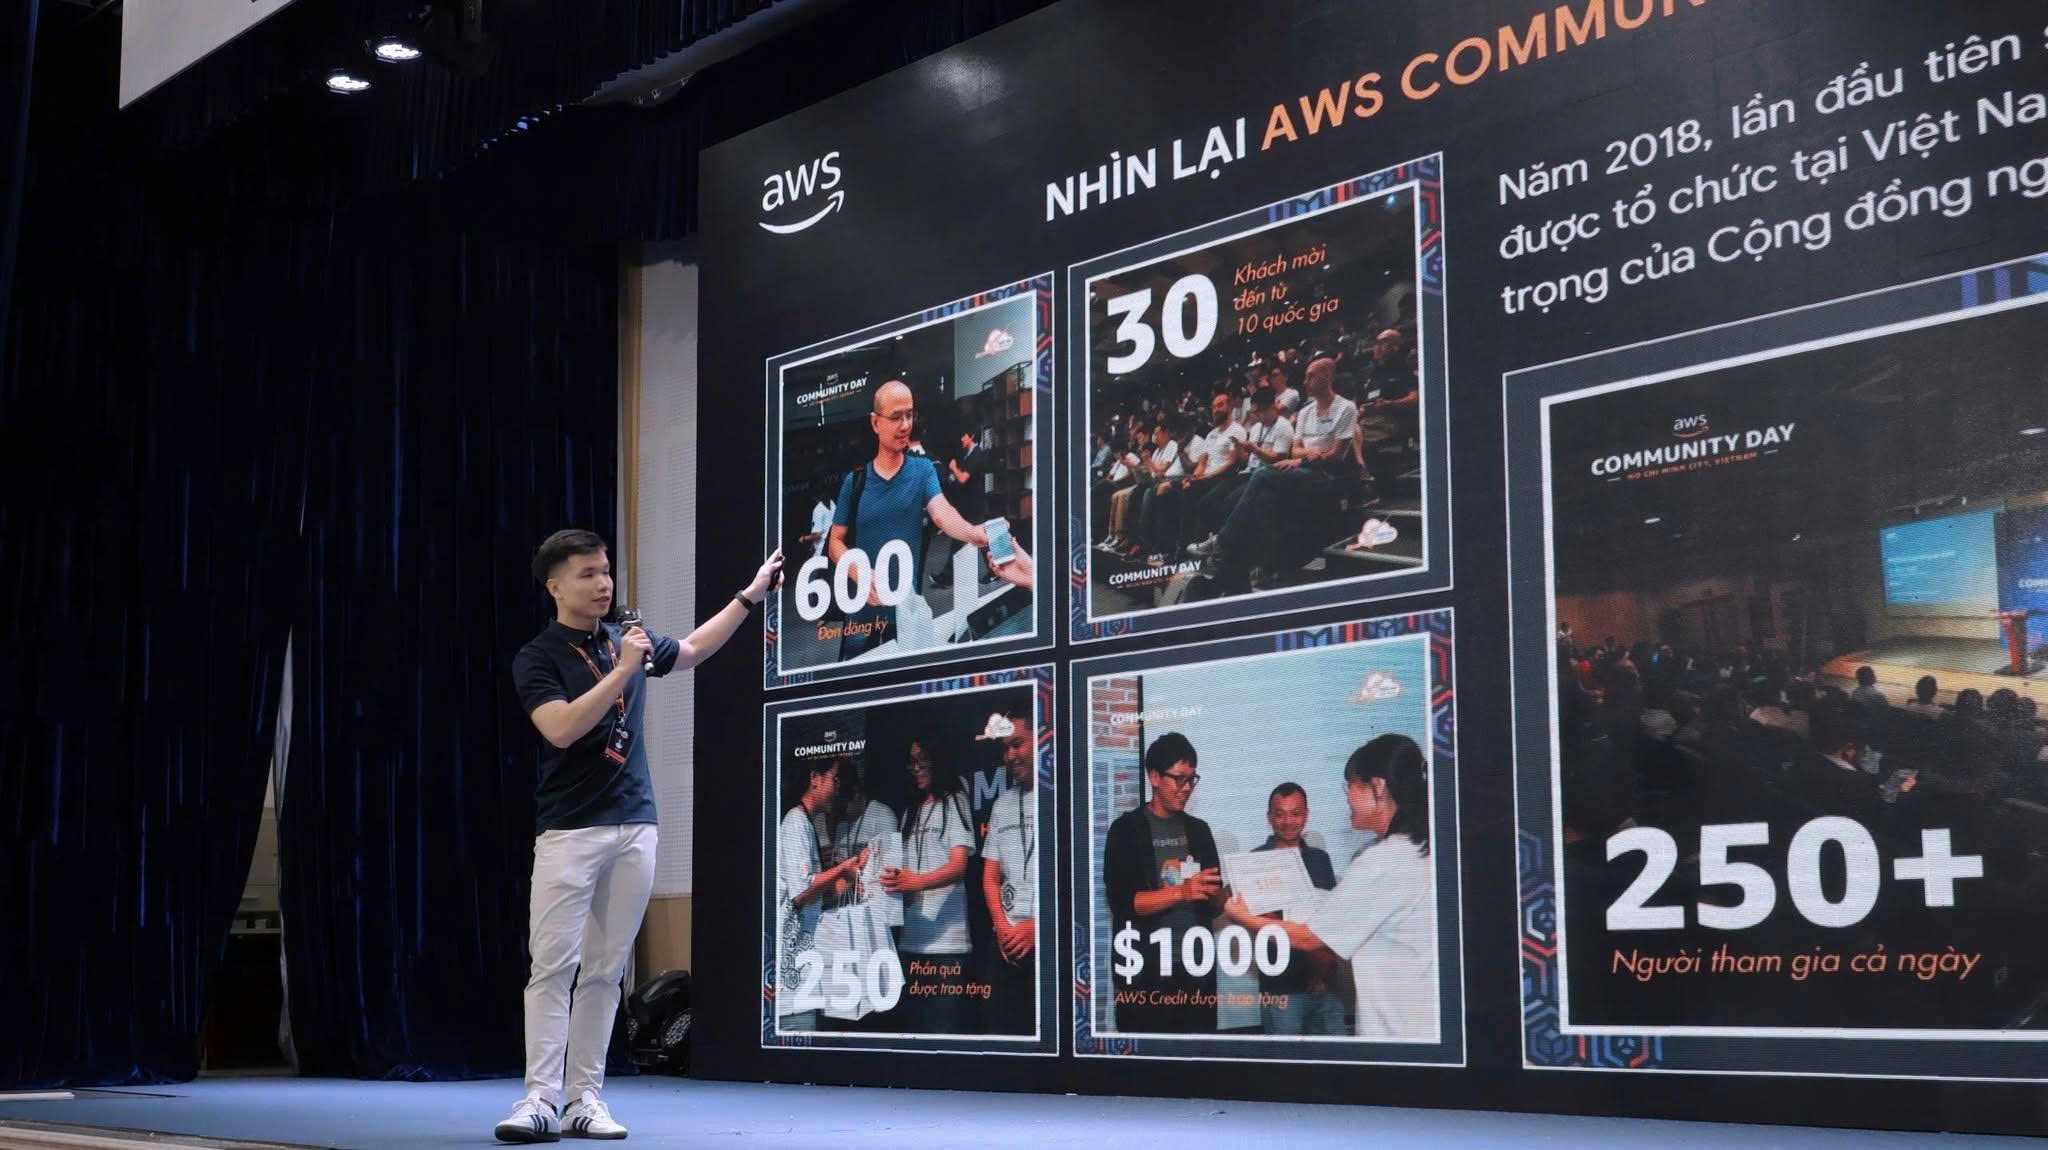 aws
NHÌN LẠI AWS COMMUN
Năm 2018, lần đầu tiên
được tổ chức tại Việt Na
trọng của Cộng đồng ng
aws
COMMUNITY DAY
600
Đơn đăng ký
30
Khách mời
đến từ
10 quốc gia
aws
COMMUNITY DAY
aws
COMMUNITY DAY
250
Phần quà
được trao tặng
COMMUNITY DAY
$1000
AWS Credit được trao tặng
aws
COMMUNITY DAY
HO CHI MINH CITY, VIETNAM
250+
Người tham gia cả ngày